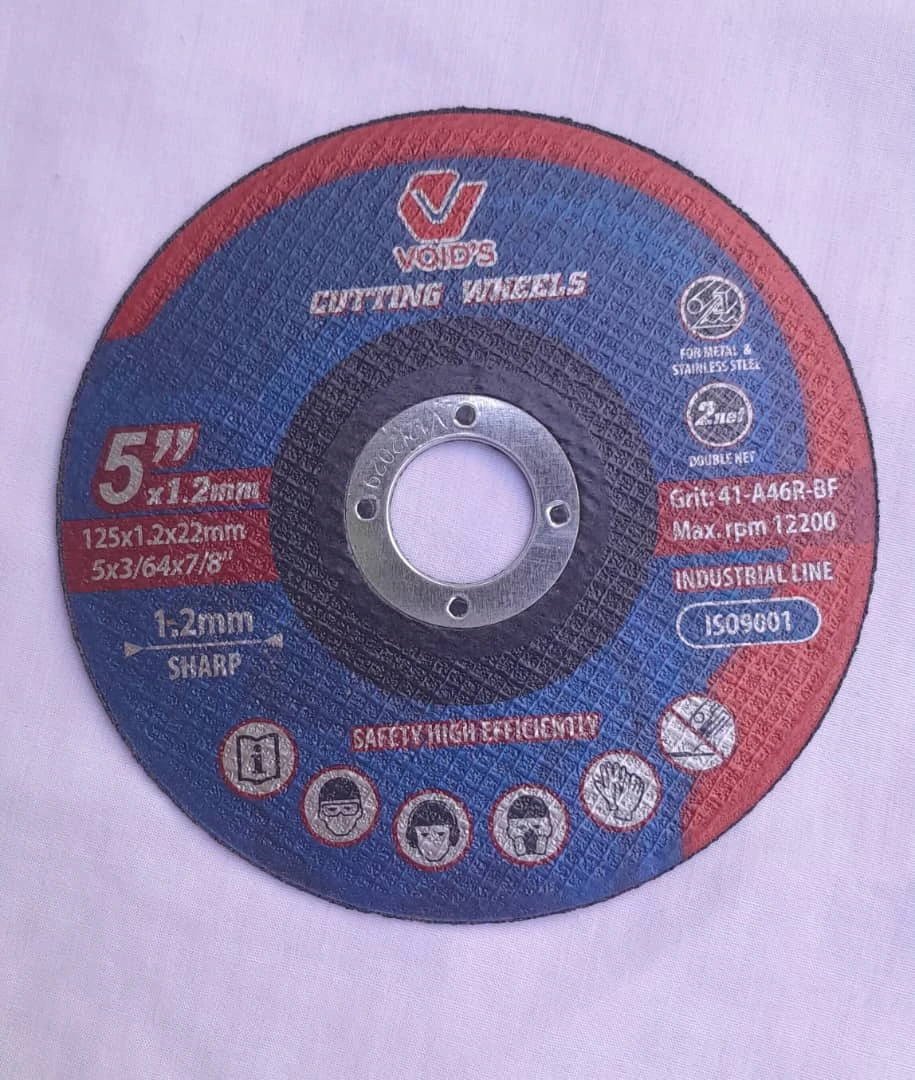 VOID'S
CUTTING WHEELS
FOR METAL &
STAINLESS STEEL
2net
DOUBLE NET
5”
x1.2mm
125x1.2x22mm
5x3/64x7/8"
1.2mm
SHARP
Grit: 41-A46R-BF
Max. rpm 12200
INDUSTRIAL LINE
ISO9001
SAFETY HIGH EFFICIENTLY